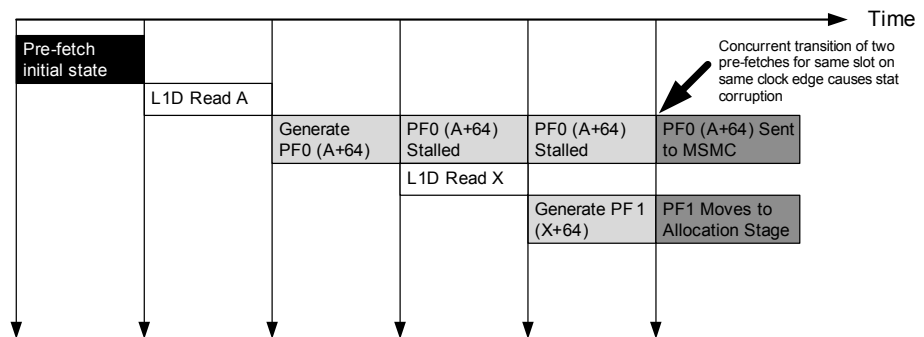 Time
Pre-fetch
initial state
Concurrent transition of two
pre-fetches for same slot on
same clock edge causes stat
corruption
L1D Read A
Generate
PF0 (A+64)
PF0 (A+64)
Stalled
PF0 (A+64)
Stalled
PF0 (A+64) Sent
to MSMC
L1D Read X
Generate PF1
(X+64)
PF1 Moves to
Allocation Stage